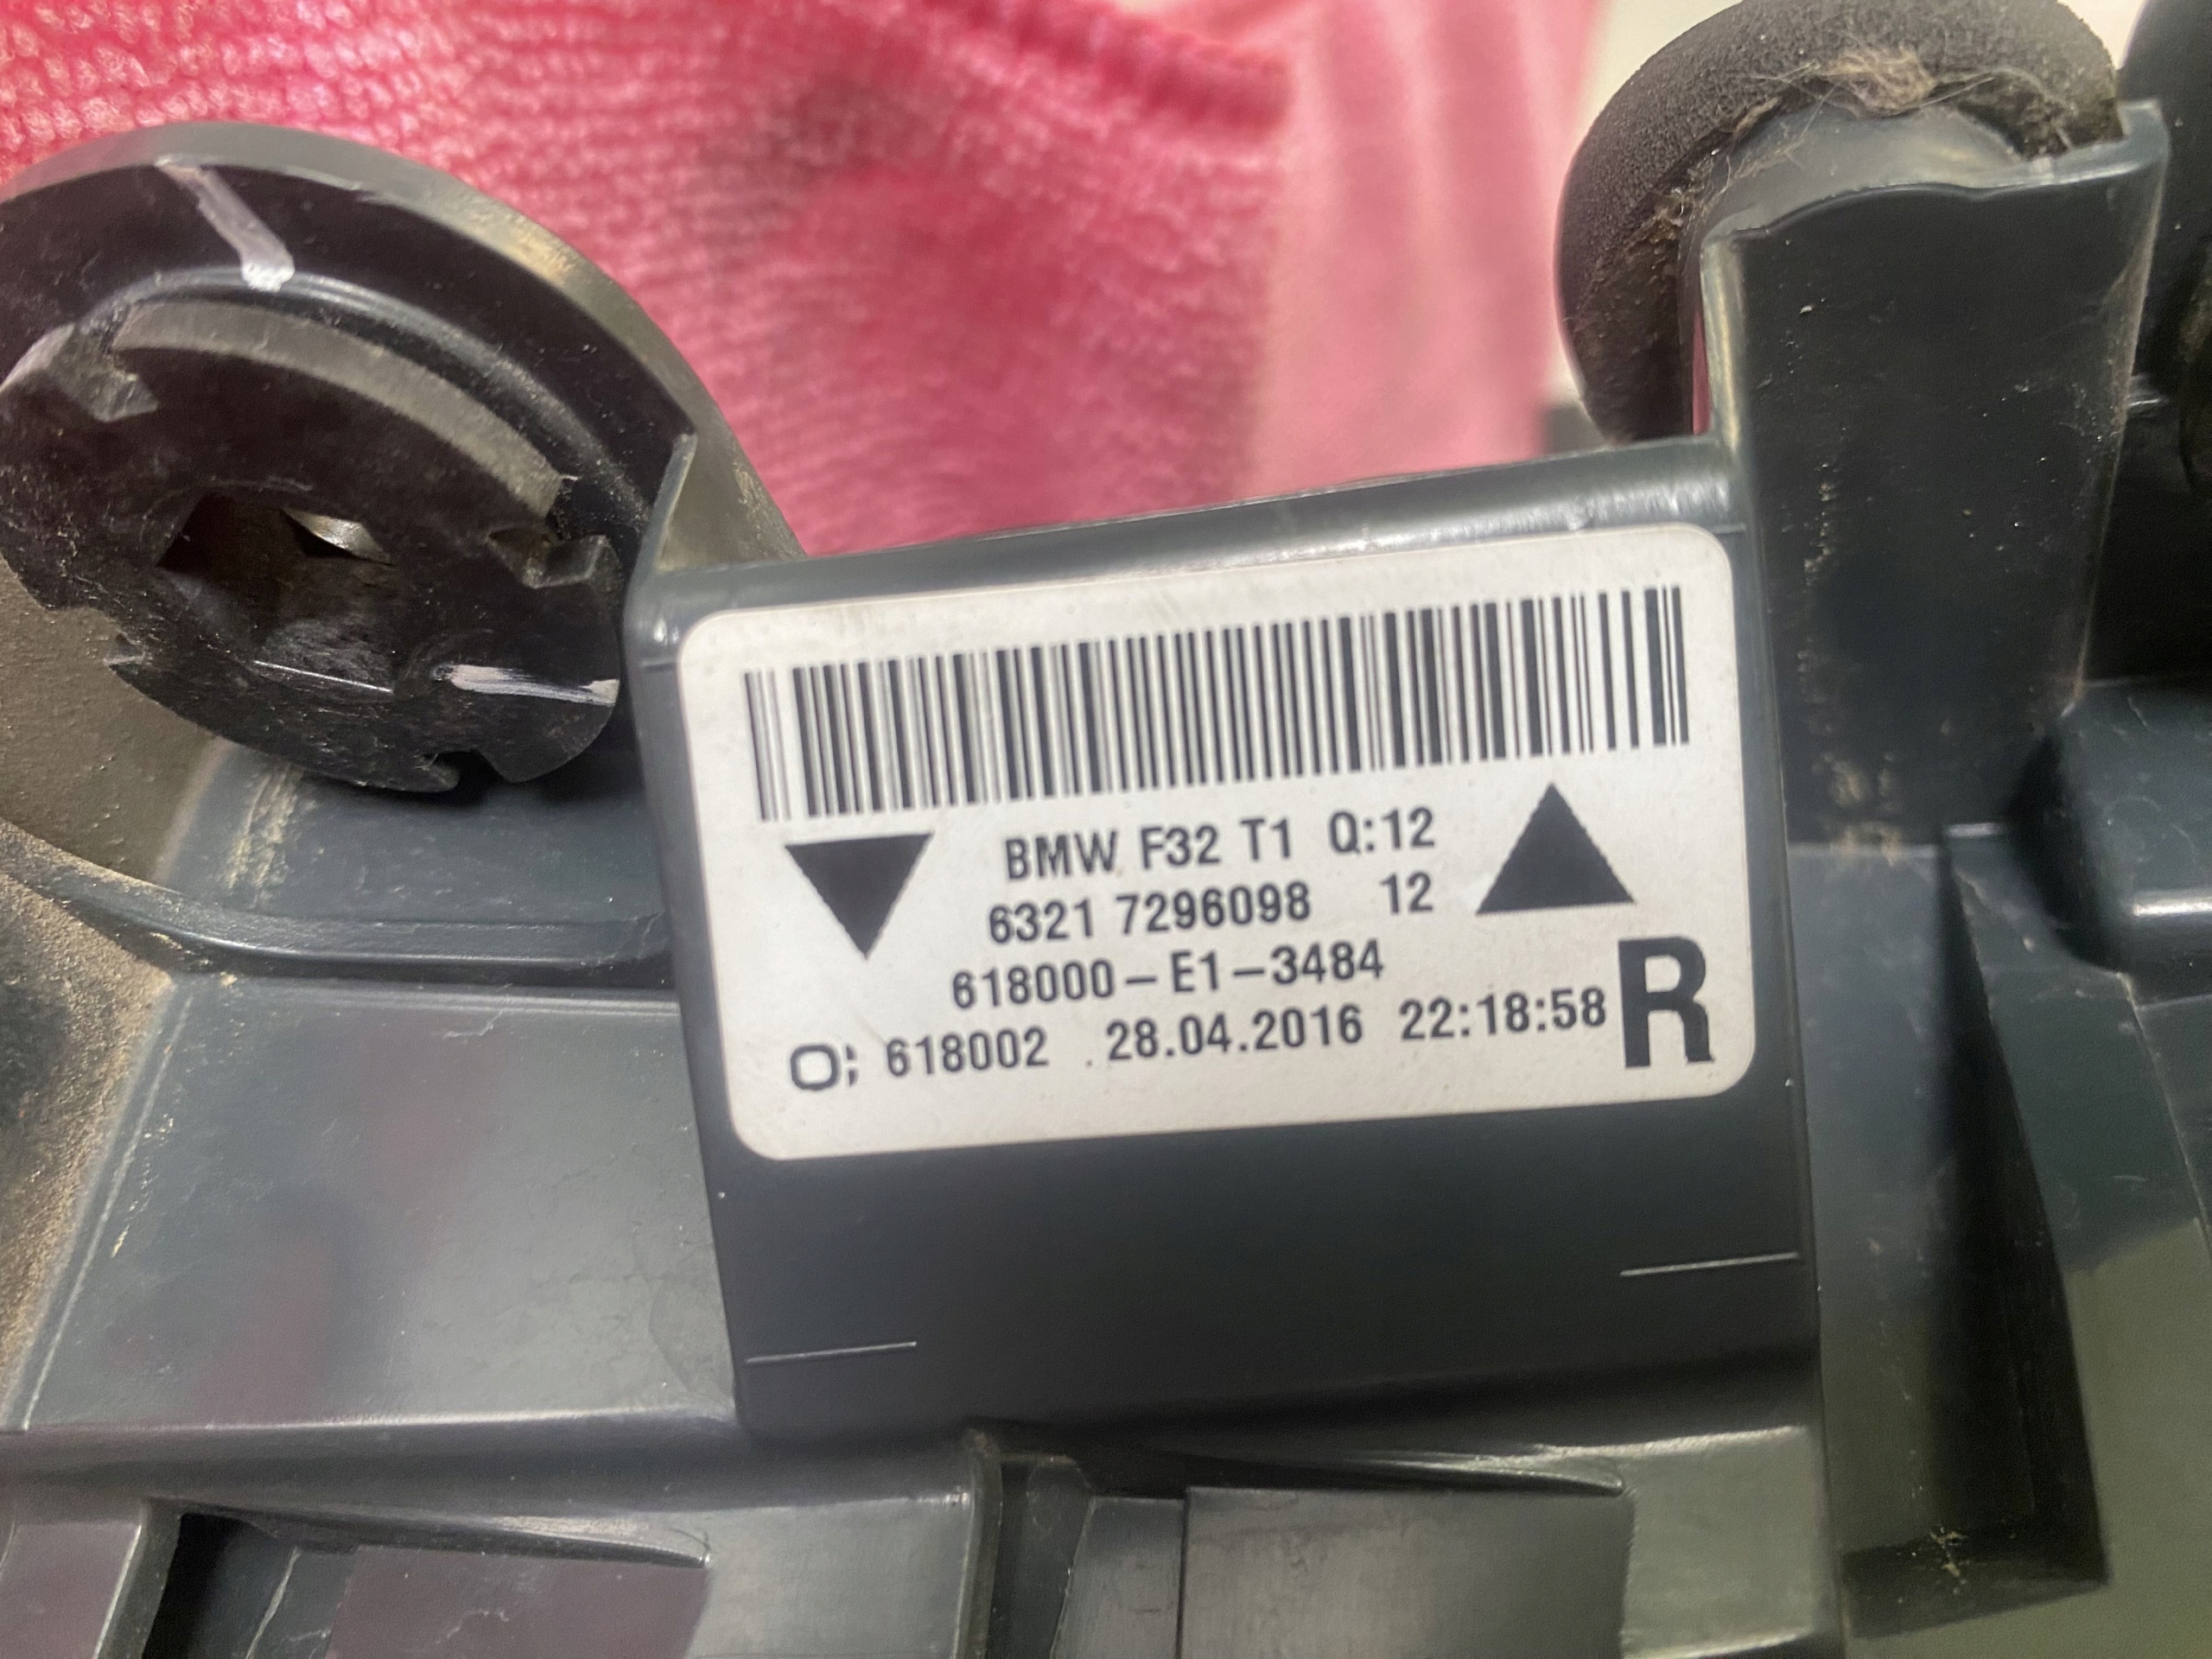 BMW F32 T1 Q:12
6321 7296098 12
618000-E1-3484
O; 618002 28.04.2016 22:18:58 R